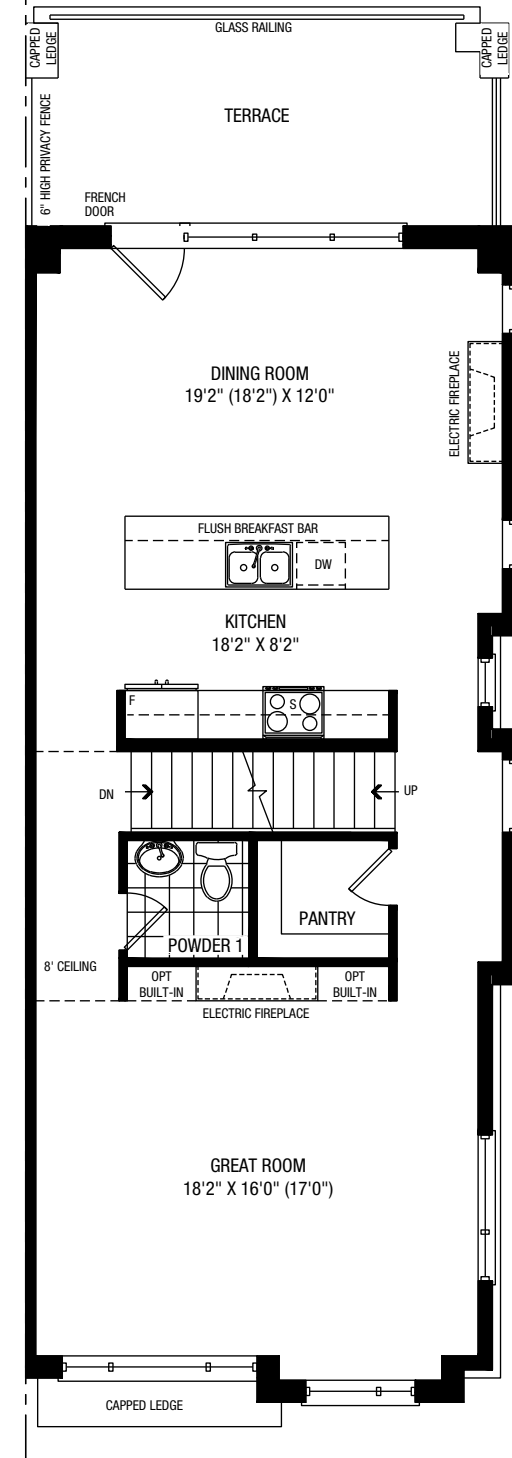 GLASS RAILING
CAPPED
LEDGE
CAPPED
LEDGE
TERRACE
6" HIGH PRIVACY FENCE
FRENCH
DOOR
DINING ROOM
19'2" (18'2") X 12'0"
ELECTRIC FIREPLACE
FLUSH BREAKFAST BAR
DW
KITCHEN
18'2" X 8'2"
F
S
DN
UP
PANTRY
POWDER 1
8' CEILING
OPT
BUILT-IN
OPT
BUILT-IN
ELECTRIC FIREPLACE
GREAT ROOM
18'2" X 16'0" (17'0")
CAPPED LEDGE